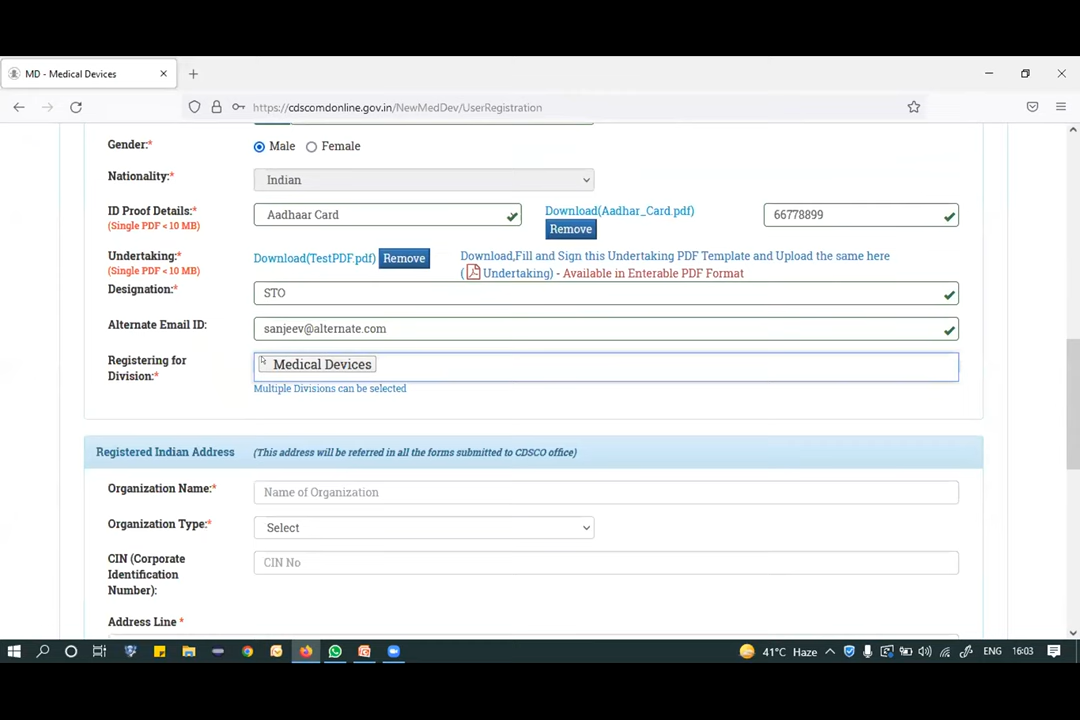 MD - Medical Devices
https://cdscomdonline.gov.in/NewMedDev/UserRegistration
Gender:* Male Female
Nationality:* Indian
ID Proof Details:* Aadhaar Card Download(Aadhar_Card.pdf) 66778899
(Single PDF < 10 MB) Remove
Undertaking:* Download(TestPDF.pdf) Remove Download,Fill and Sign this Undertaking PDF Template and Upload the same here
(Single PDF < 10 MB) ( Undertaking) - Available in Enterable PDF Format
Designation:* STO
Alternate Email ID: sanjeev@alternate.com
Registering for Medical Devices
Division:*
Multiple Divisions can be selected
Registered Indian Address (This address will be referred in all the forms submitted to CDSCO office)
Organization Name:* Name of Organization
Organization Type:* Select
CIN (Corporate CIN No
Identification
Number):
Address Line *
41°C Haze ENG 16:03